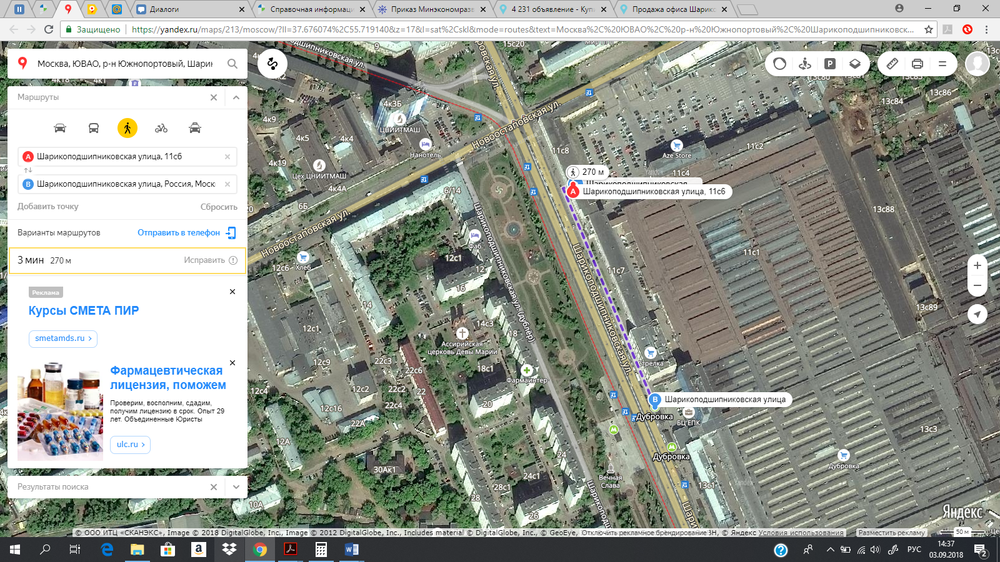 Диалоги
Справочная информаци
Приказ Минэкономразв
4 231 объявление - Купи
Продажа офиса Шарикс
Защищено
https://yandex.ru/maps/213/moscow/?ll=37.676074%2C55.719140&z=17&l=sat%2Cskl&mode=routes&text=Москва%2C%20ЮВАО%2C%20р-н%20Южнопортовый%2C%20Шарикоподшипниковск...
Москва, ЮВАО, р-н Южнопортовый, Шарик
Маршруты
A Шарикоподшипниковская улица, 11с6
B Шарикоподшипниковская улица, Россия, Моск
Добавить точку
Сбросить
Варианты маршрутов
Отправить в телефон
3 мин 270 м
Исправить
Реклама
Курсы СМЕТА ПИР
smetamds.ru
Фармацевтическая
лицензия, поможем
Проверим, восполним, сдадим,
получим лицензию в срок. Опыт 29
лет. Объединенные Юристы
ulc.ru
Результаты поиска
9
15с20
4к18
4к1
4к3Б
4к9
ЦНИИТМАШ
4к5
4к4
Нанотель
4к19
Цех ЦНИИТМАШ
4к4А
6Б
6/14
Новоостаповская ул.
Новоостаповская ул.
11с8
11с2
Aze Store
11с4
13с80
13с84
13с86
13с88
13с89
270 м
Шарикоподшипниковская
A Шарикоподшипниковская улица, 11с6
11с1
11с7
Шарикоподшипниковская ул.
Шарикоподшипниковская ул. (дублёр)
Фаб.
12с1
12
16
Хлеб
12с6
14
12с1
14с3
18
Ассирийская
церковь Девы Марии
12с9
22с3
22с6
18с1
Фармаинтер
12с4
12с2
22с2
22
22с4
20
12с16
22А
12А
Стрелка
B Шарикоподшипниковская улица
Дубровка
БЦ ЕПК
Дубровка
13с3
Дубровка
13с1
Вечная
Слава
24
24с1
30Ак1
28с1
28
26
10А
Yandex
Yandex
Yandex
Яндекс
© ООО ИТЦ «СКАНЭКС», Image © 2018 DigitalGlobe, Inc., Image © 2012 DigitalGlobe, Inc., Includes material © DigitalGlobe, Inc., © GeoEye,
Отключить рекламное брендирование
© Яндекс Условия использования
Разместить рекламу
50 м
РУС
14:37
03.09.2018
2